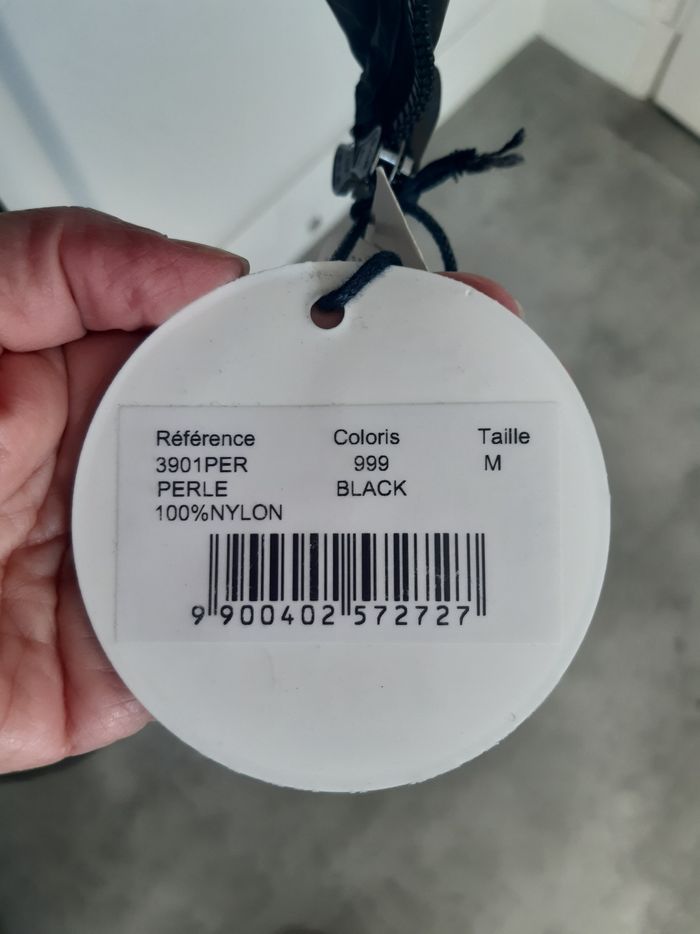 Référence Coloris Taille
3901PER 999 M
PERLE BLACK
100%NYLON
9 900402 572727